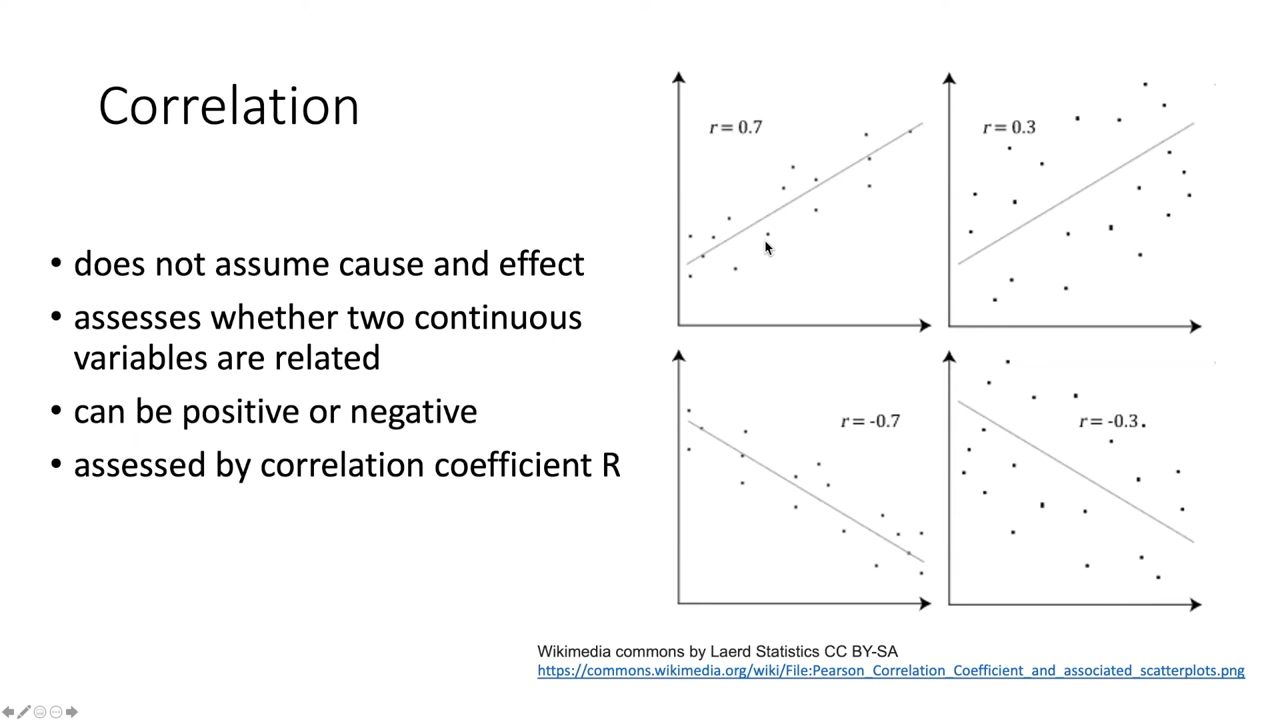 Correlation
• does not assume cause and effect
• assesses whether two continuous
variables are related
• can be positive or negative
• assessed by correlation coefficient R
r = 0.7
r = 0.3
r = -0.7
r = -0.3
Wikimedia commons by Laerd Statistics CC BY-SA
https://commons.wikimedia.org/wiki/File:Pearson_Correlation_Coefficient_and_associated_scatterplots.png